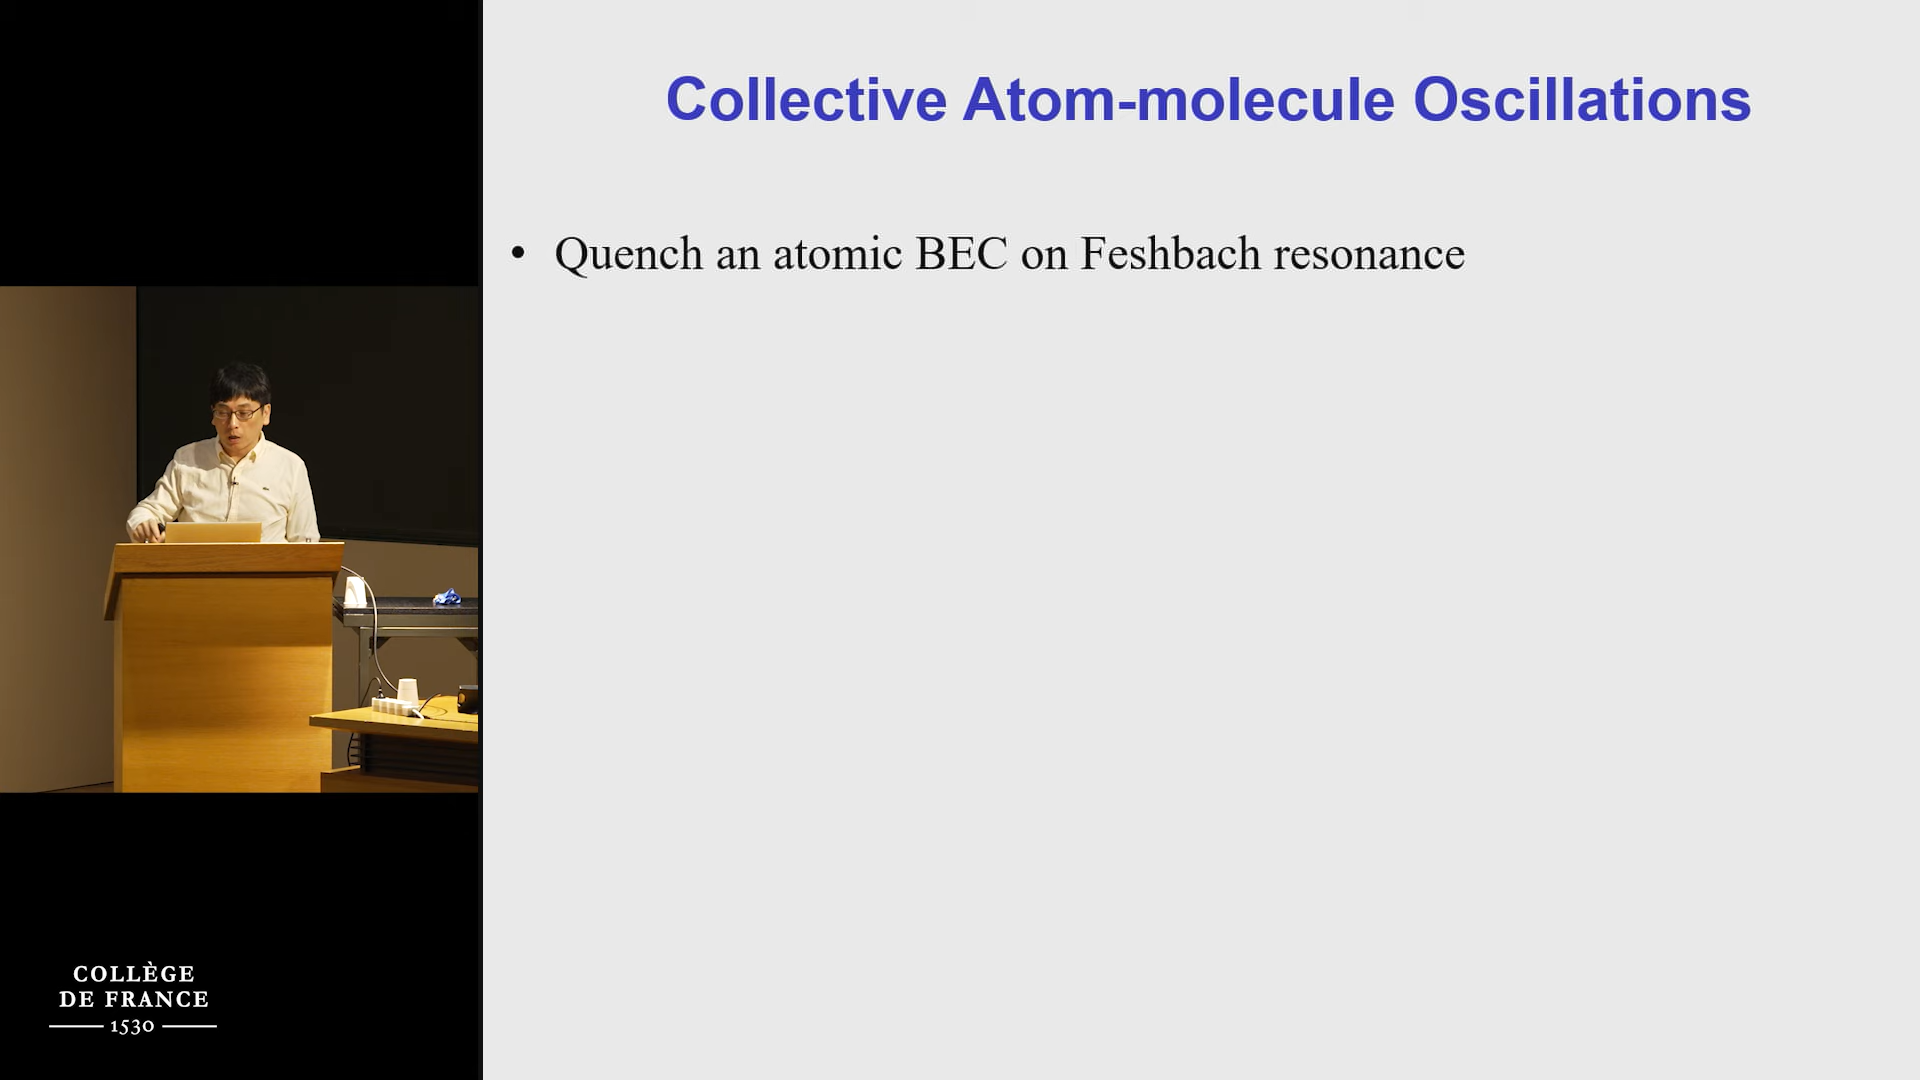 Collective Atom-molecule Oscillations
• Quench an atomic BEC on Feshbach resonance
COLLÈGE
DE FRANCE
1530